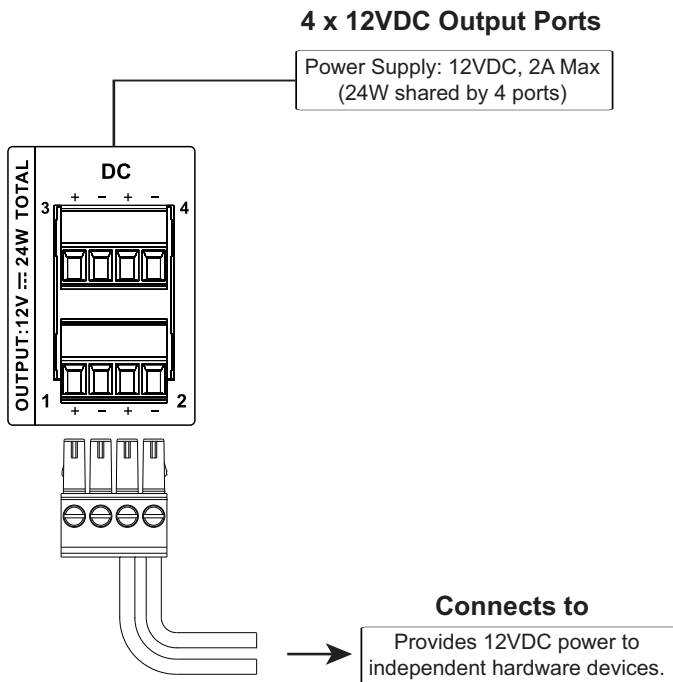 4 x 12VDC Output Ports
Power Supply: 12VDC, 2A Max
(24W shared by 4 ports)
OUTPUT:12V ⎓ 24W TOTAL
DC
+ − + −
3 4
1 2
+ − + −
Connects to
Provides 12VDC power to
independent hardware devices.